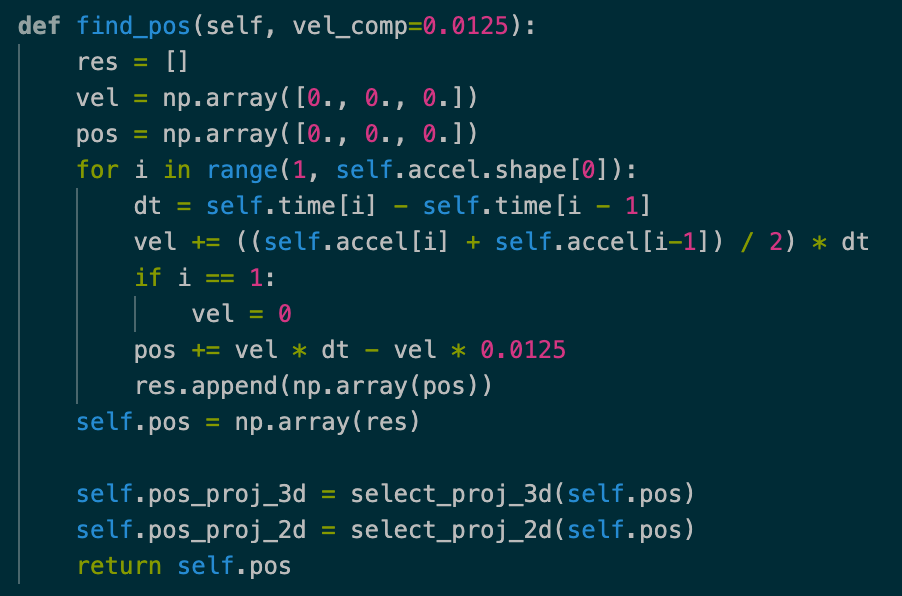 def find_pos(self, vel_comp=0.0125):
    res = []
    vel = np.array([0., 0., 0.])
    pos = np.array([0., 0., 0.])
    for i in range(1, self.accel.shape[0]):
        dt = self.time[i] - self.time[i - 1]
        vel += ((self.accel[i] + self.accel[i-1]) / 2) * dt
        if i == 1:
            vel = 0
        pos += vel * dt - vel * 0.0125
        res.append(np.array(pos))
    self.pos = np.array(res)

    self.pos_proj_3d = select_proj_3d(self.pos)
    self.pos_proj_2d = select_proj_2d(self.pos)
    return self.pos